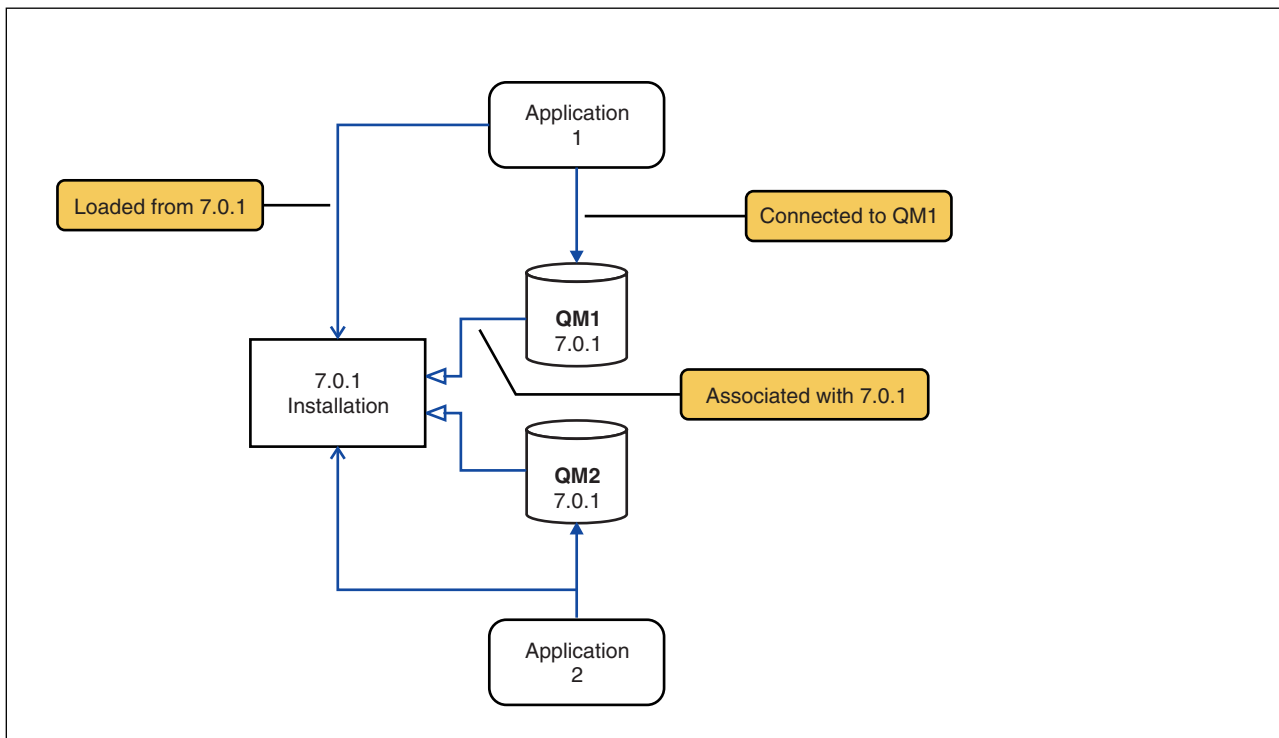 Application
1
Loaded from 7.0.1
Connected to QM1
QM1
7.0.1
7.0.1
Installation
Associated with 7.0.1
QM2
7.0.1
Application
2